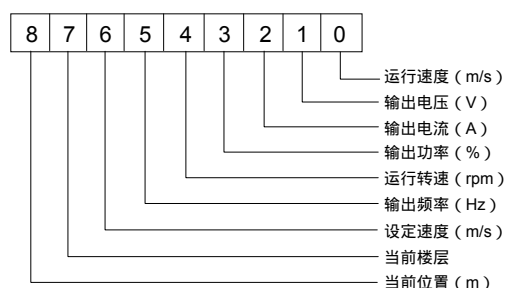 8 7 6 5 4 3 2 1 0
运行速度（m/s）
输出电压（V）
输出电流（A）
输出功率（%）
运行转速（rpm）
输出频率（Hz）
设定速度（m/s）
当前楼层
当前位置（m）